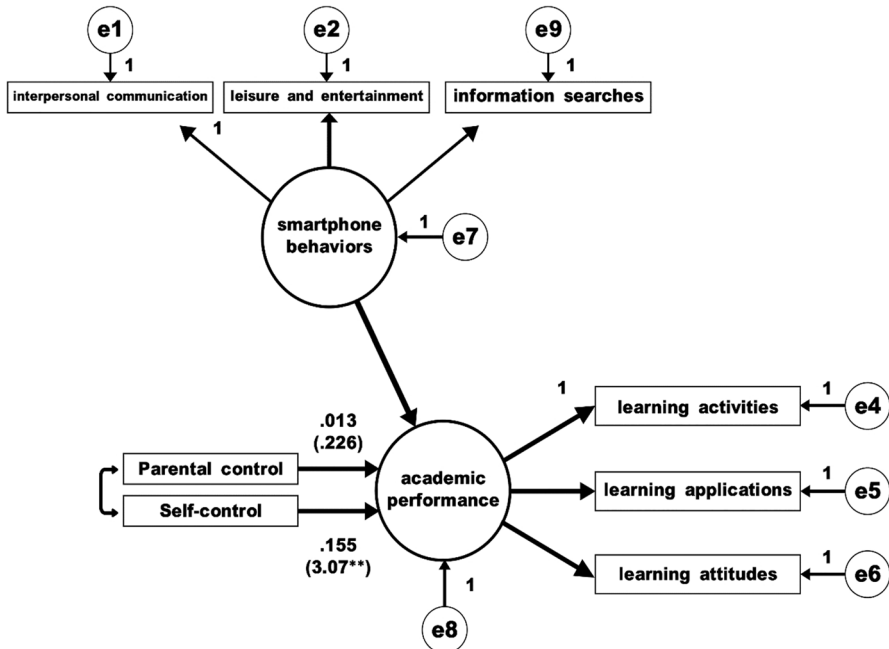 e1
e2
e9
1
1
1
interpersonal communication
leisure and entertainment
information searches
1
smartphone
behaviors
1
e7
.013
(.226)
Parental control
Self-control
.155
(3.07**)
academic
performance
1
learning activities
1
e4
learning applications
1
e5
learning attitudes
1
e6
1
e8